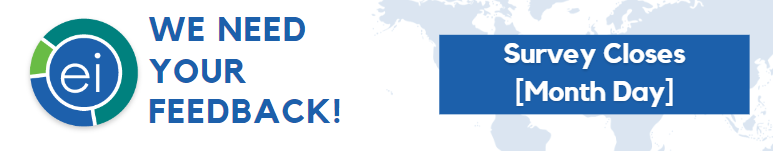 ei
WE NEED
YOUR
FEEDBACK!
Survey Closes
[Month Day]